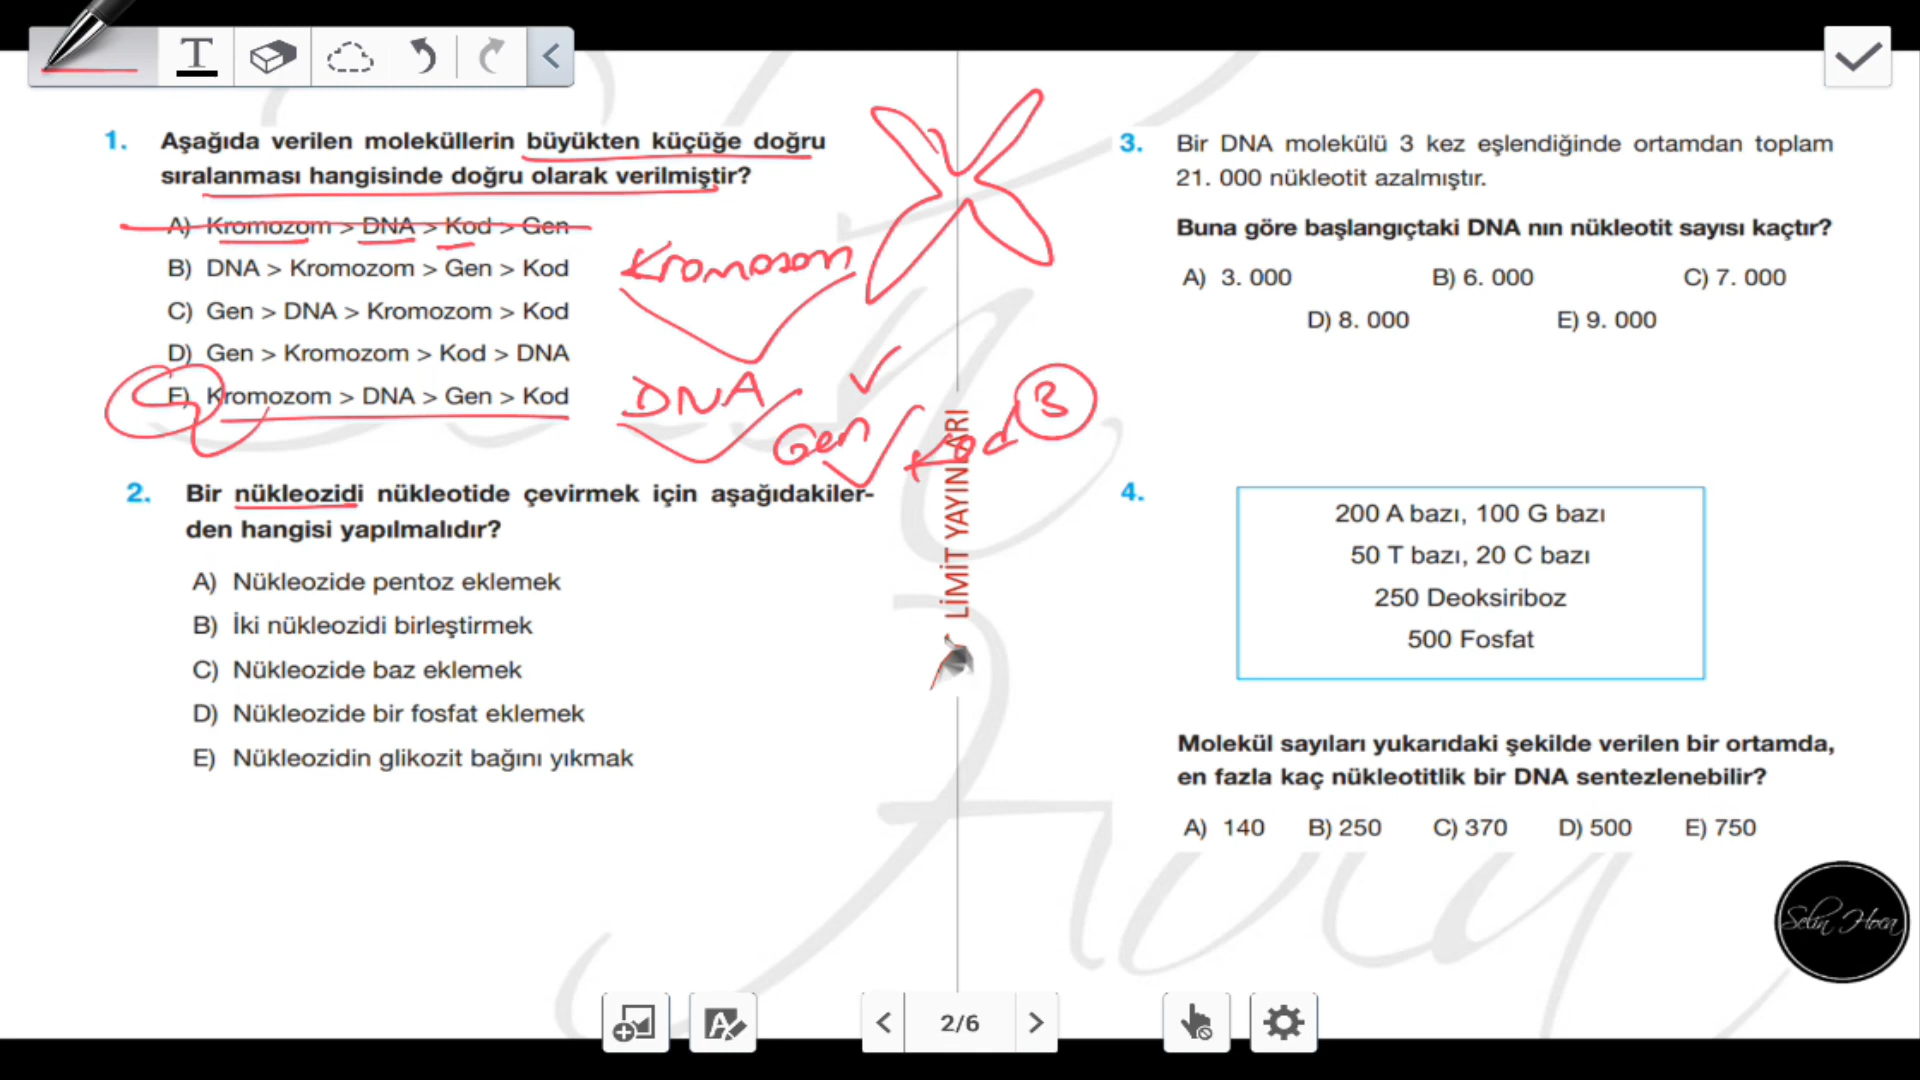 T
1. Aşağıda verilen moleküllerin büyükten küçüğe doğru
sıralanması hangisinde doğru olarak verilmiştir?
A) Kromozom > DNA > Kod > Gen
B) DNA > Kromozom > Gen > Kod
C) Gen > DNA > Kromozom > Kod
D) Gen > Kromozom > Kod > DNA
E) Kromozom > DNA > Gen > Kod
Kromozom
DNA
Gen
Kod
3
2. Bir nükleozidi nükleotide çevirmek için aşağıdakiler-
den hangisi yapılmalıdır?
A) Nükleozide pentoz eklemek
B) İki nükleozidi birleştirmek
C) Nükleozide baz eklemek
D) Nükleozide bir fosfat eklemek
E) Nükleozidin glikozit bağını yıkmak
LİMİT YAYINLARI
3. Bir DNA molekülü 3 kez eşlendiğinde ortamdan toplam
21. 000 nükleotit azalmıştır.
Buna göre başlangıçtaki DNA nın nükleotit sayısı kaçtır?
A) 3. 000 B) 6. 000 C) 7. 000
D) 8. 000 E) 9. 000
4.
200 A bazı, 100 G bazı
50 T bazı, 20 C bazı
250 Deoksiriboz
500 Fosfat
Molekül sayıları yukarıdaki şekilde verilen bir ortamda,
en fazla kaç nükleotitlik bir DNA sentezlenebilir?
A) 140 B) 250 C) 370 D) 500 E) 750
Selin Hoca
2/6